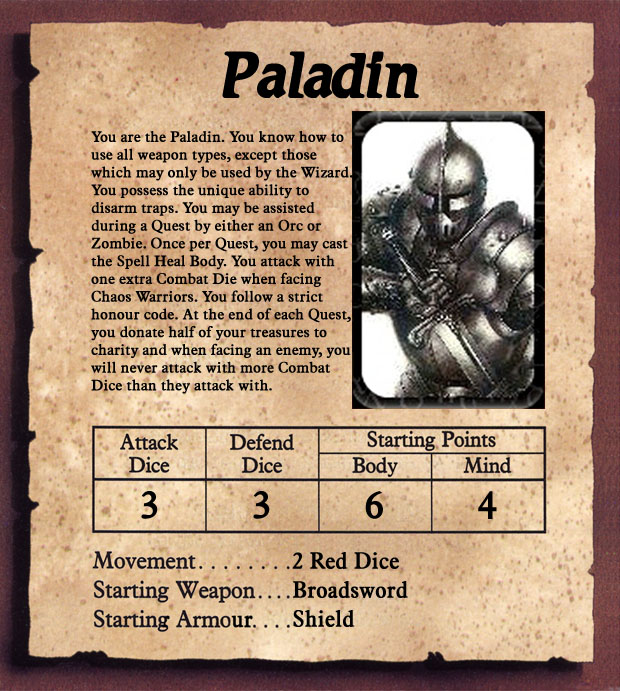 Paladin
You are the Paladin. You know how to
use all weapon types, except those
which may only be used by the Wizard.
You possess the unique ability to
disarm traps. You may be assisted
during a Quest by either an Orc or
Zombie. Once per Quest, you may cast
the Spell Heal Body. You attack with
one extra Combat Die when facing
Chaos Warriors. You follow a strict
honour code. At the end of each Quest,
you donate half of your treasures to
charity and when facing an enemy, you
will never attack with more Combat
Dice than they attack with.
Attack Dice
Defend Dice
Starting Points
Body Mind
3 3 6 4
Movement........2 Red Dice
Starting Weapon....Broadsword
Starting Armour....Shield